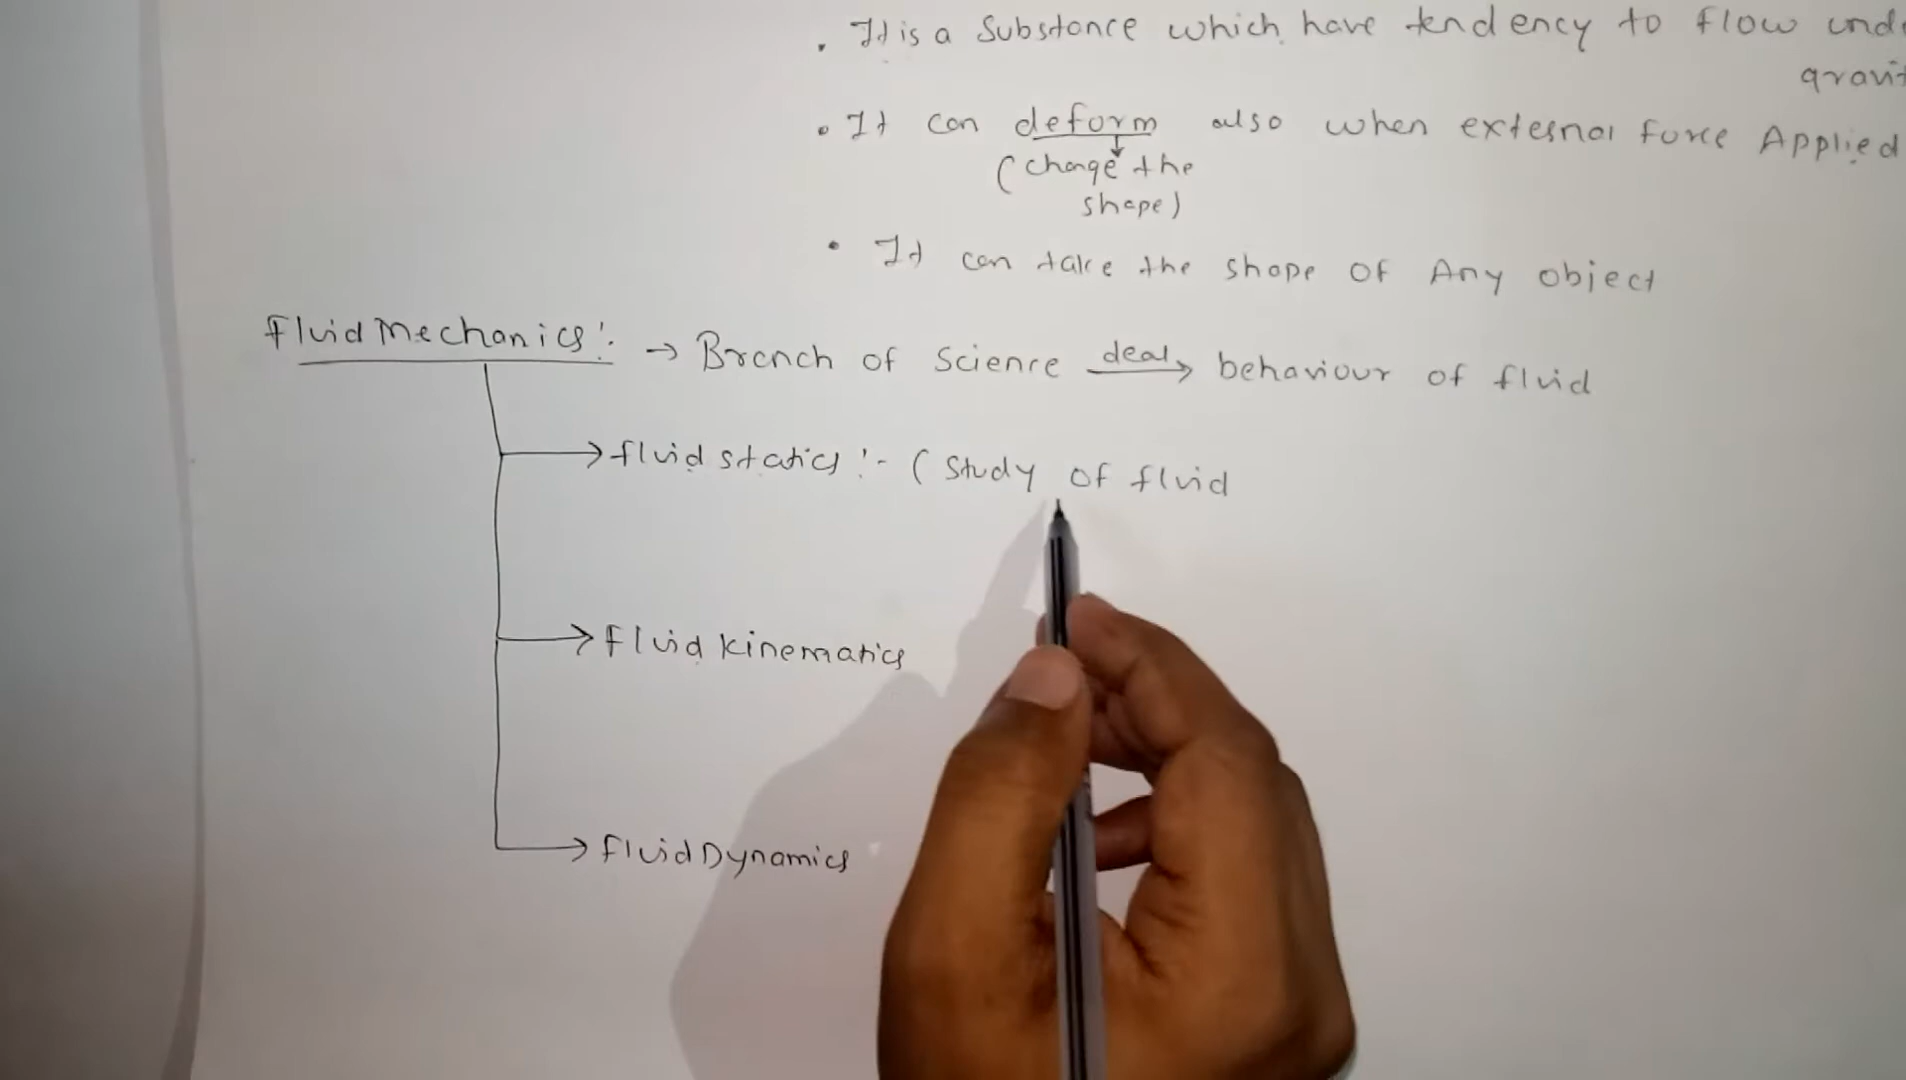 . It is a Substance which have tendency to flow
• It can deform also when external force Applied
(change the
shape)
• It can take the shape of Any object
Fluid Mechanics :- → Branch of Science deal→ behaviour of fluid
→ fluid statics :- ( Study of fluid
→ fluid kinematics
→ fluid Dynamics